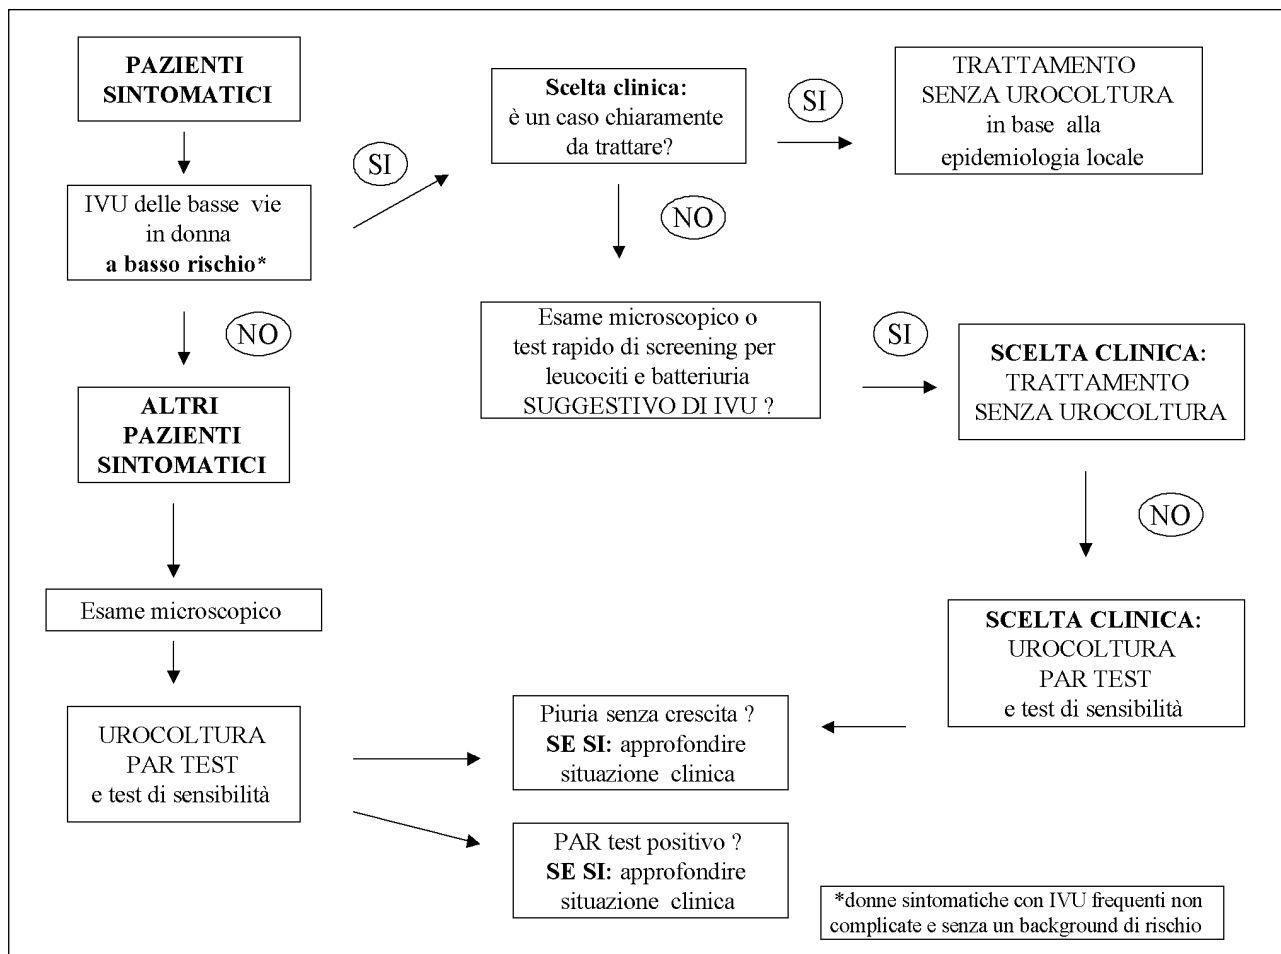 PAZIENTI
SINTOMATICI
IVU delle basse vie
in donna
a basso rischio*
SI
Scelta clinica:
è un caso chiaramente
da trattare?
SI
TRATTAMENTO
SENZA UROCOLTURA
in base alla
epidemiologia locale
NO
Esame microscopico o
test rapido di screening per
leucociti e batteriuria
SUGGESTIVO DI IVU ?
SI
SCELTA CLINICA:
TRATTAMENTO
SENZA UROCOLTURA
NO
SCELTA CLINICA:
UROCOLTURA
PAR TEST
e test di sensibilità
NO
ALTRI
PAZIENTI
SINTOMATICI
Esame microscopico
UROCOLTURA
PAR TEST
e test di sensibilità
Piuria senza crescita ?
SE SI: approfondire
situazione clinica
PAR test positivo ?
SE SI: approfondire
situazione clinica
*donne sintomatiche con IVU frequenti non
complicate e senza un background di rischio